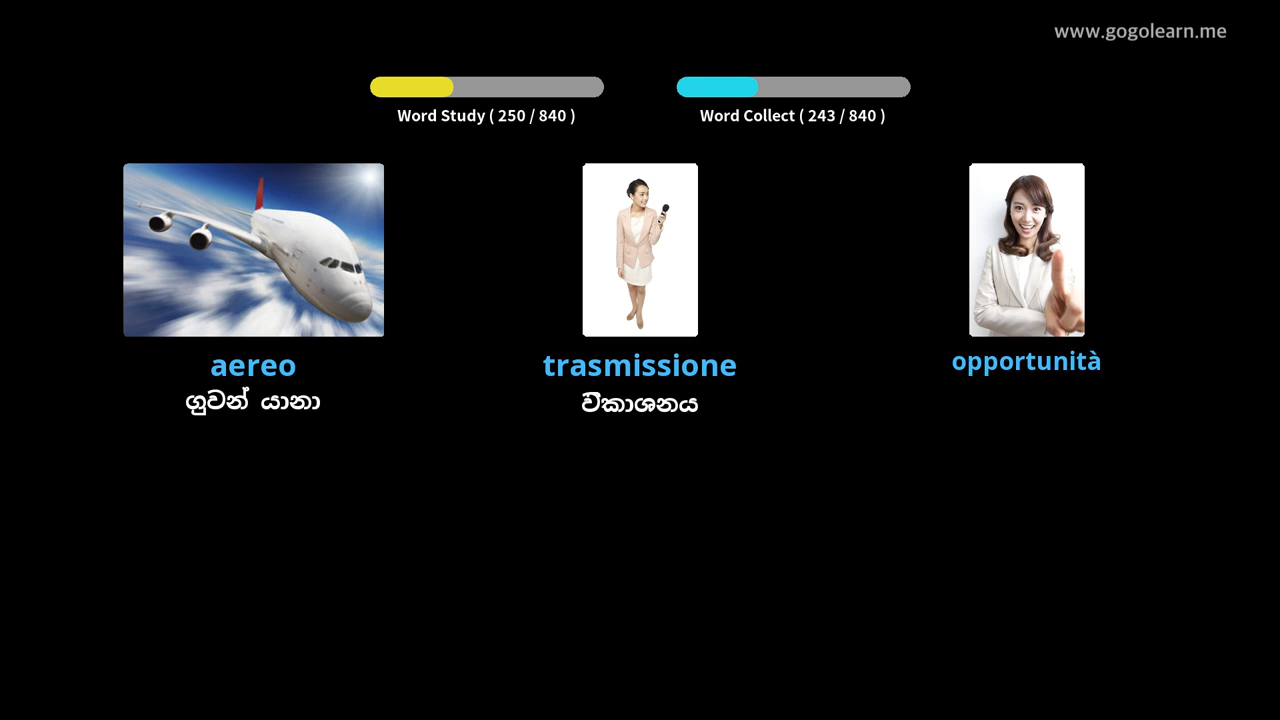 www.gogolearn.me
Word Study ( 250 / 840 )
Word Collect ( 243 / 840 )
aereo
ගුවන් යානා
trasmissione
විකාශනය
opportunità